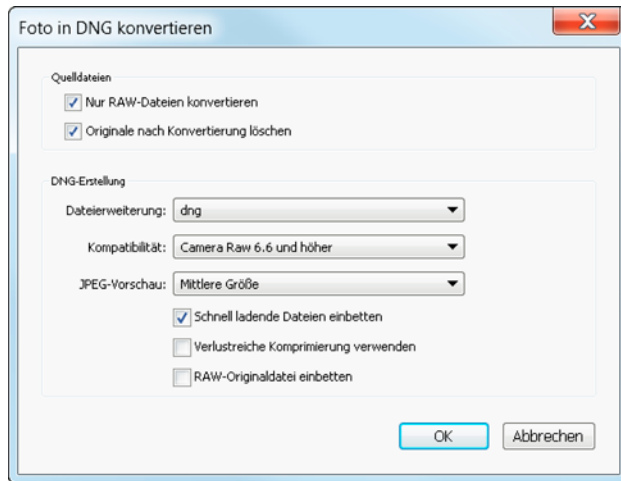 Foto in DNG konvertieren
Quelldateien
Nur RAW-Dateien konvertieren
Originale nach Konvertierung löschen
DNG-Erstellung
Dateierweiterung: dng
Kompatibilität: Camera Raw 6.6 und höher
JPEG-Vorschau: Mittlere Größe
Schnell ladende Dateien einbetten
Verlustreiche Komprimierung verwenden
RAW-Originaldatei einbetten
OK Abbrechen